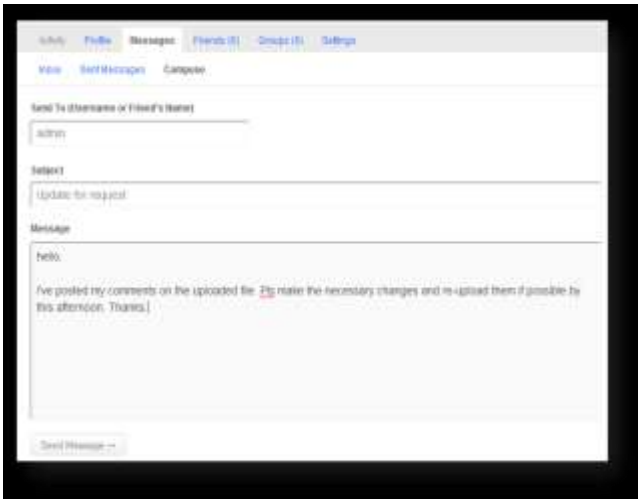 Activity Profile Messages Friends (0) Groups (0) Settings
Inbox Sent Messages Compose
Send To (Username or Friend's Name)
admin
Subject
Update for request
Message
hello,
I've posted my comments on the uploaded file. Pls make the necessary changes and re-upload them if possible by
this afternoon. Thanks.
Send Message →